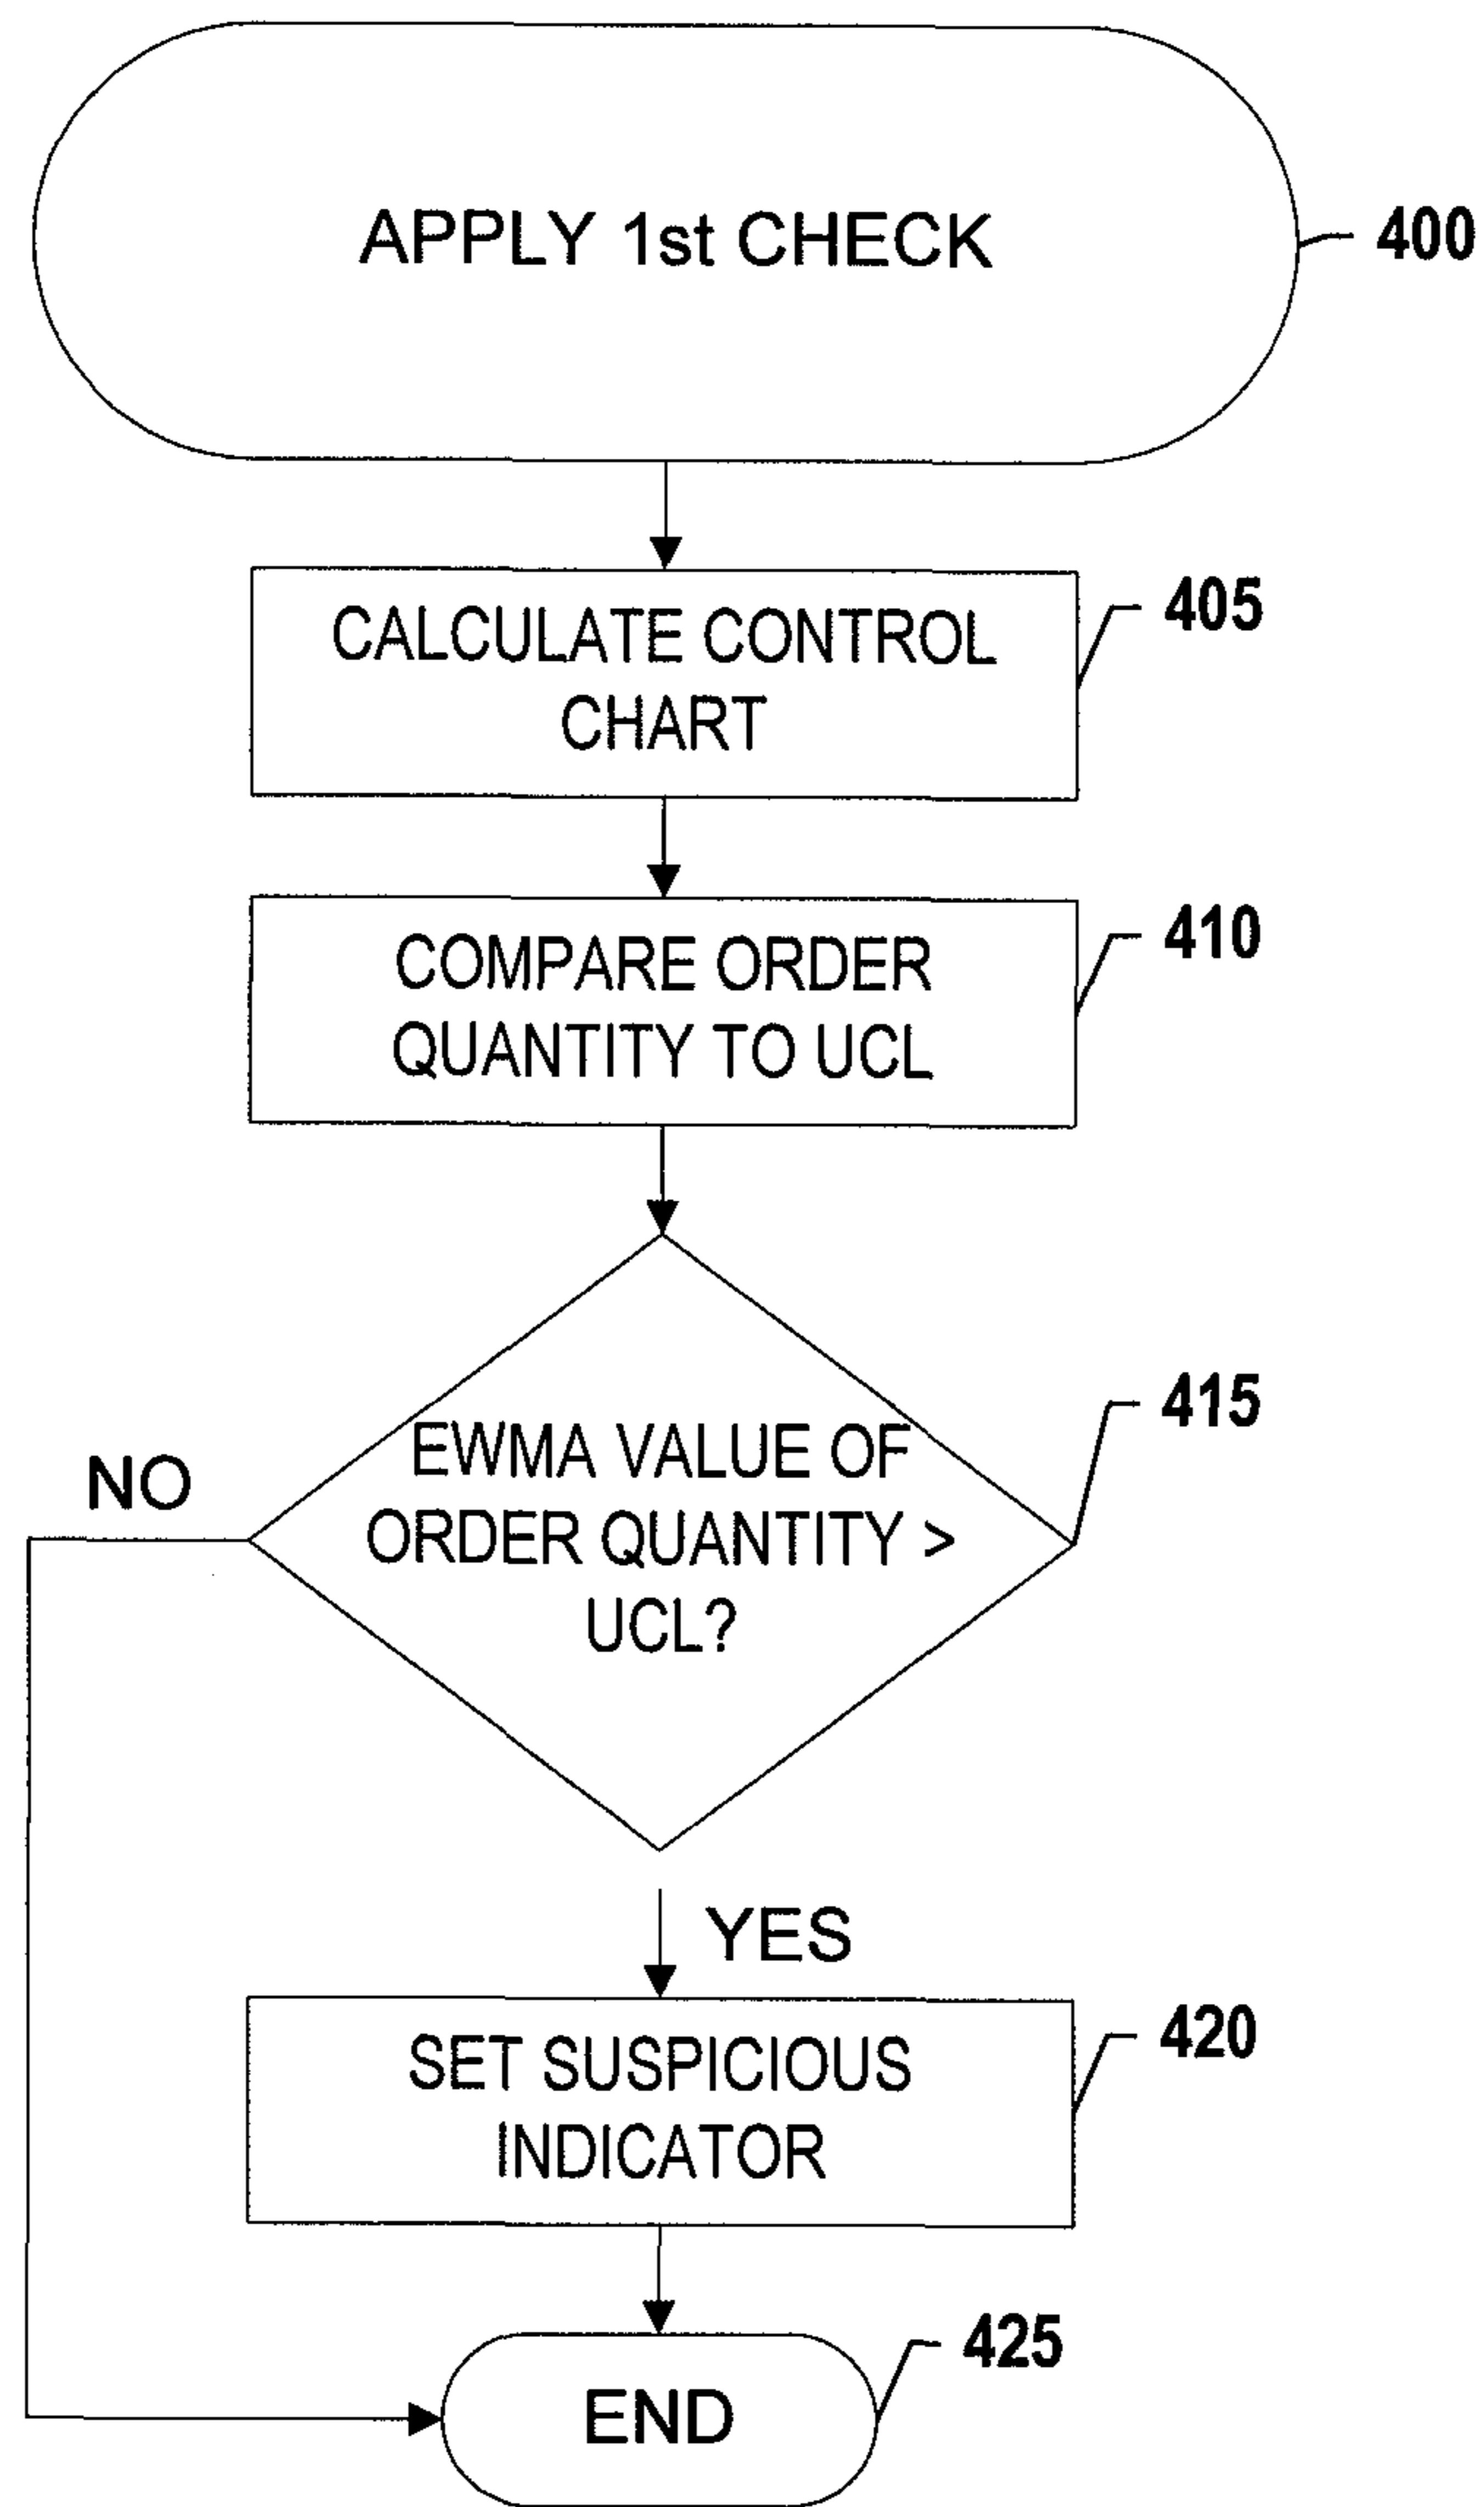 APPLY 1st CHECK
400
CALCULATE CONTROL
CHART
405
COMPARE ORDER
QUANTITY TO UCL
410
EWMA VALUE OF
ORDER QUANTITY >
UCL?
415
NO
YES
SET SUSPICIOUS
INDICATOR
420
END
425